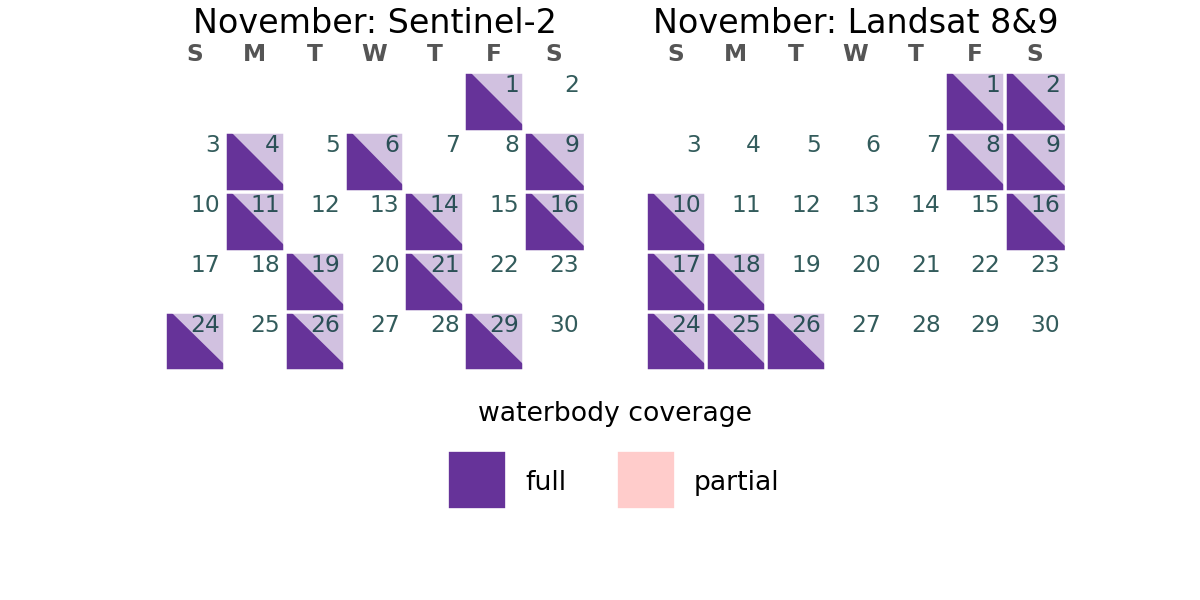 November: Sentinel-2
S M T W T F S
1 2
3 4 5 6 7 8 9
10 11 12 13 14 15 16
17 18 19 20 21 22 23
24 25 26 27 28 29 30
November: Landsat 8&9
S M T W T F S
1 2
3 4 5 6 7 8 9
10 11 12 13 14 15 16
17 18 19 20 21 22 23
24 25 26 27 28 29 30
waterbody coverage
full
partial